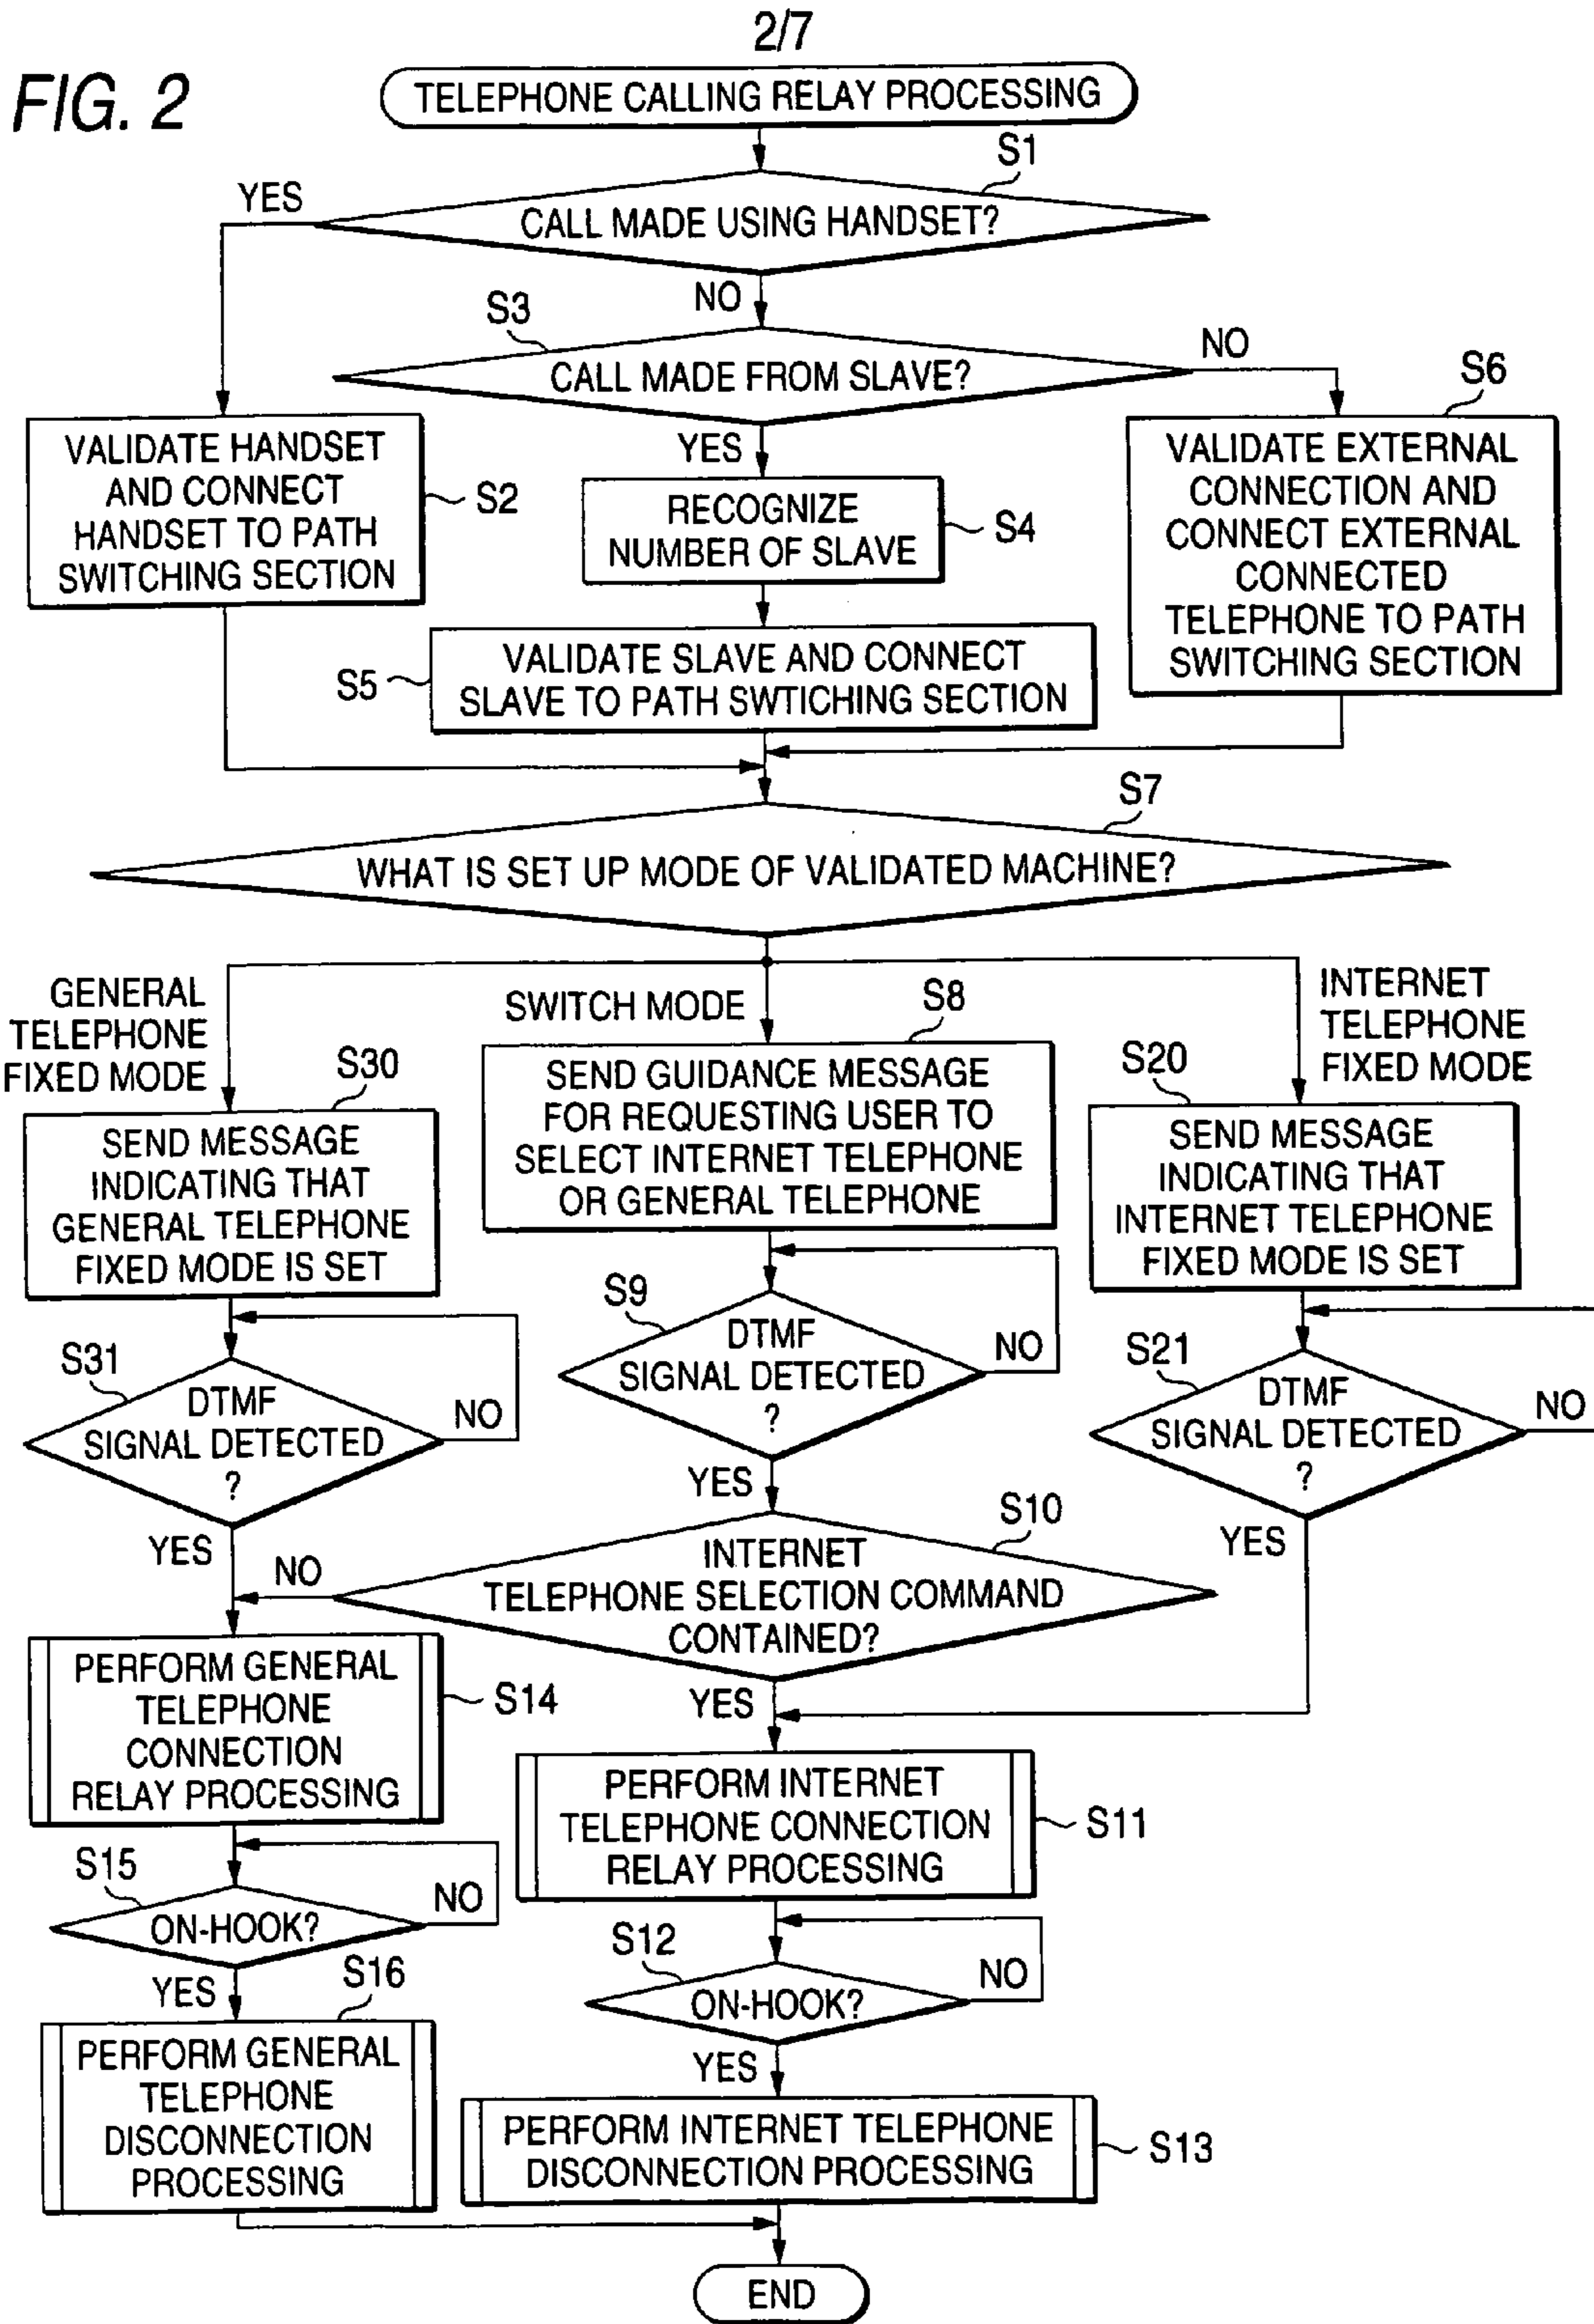 2/7
FIG. 2
TELEPHONE CALLING RELAY PROCESSING
S1
YES
CALL MADE USING HANDSET?
NO
S3
CALL MADE FROM SLAVE?
NO
S6
VALIDATE HANDSET
AND CONNECT
HANDSET TO PATH
SWITCHING SECTION
S2
YES
RECOGNIZE
NUMBER OF SLAVE
S4
VALIDATE EXTERNAL
CONNECTION AND
CONNECT EXTERNAL
CONNECTED
TELEPHONE TO PATH
SWITCHING SECTION
S5
VALIDATE SLAVE AND CONNECT
SLAVE TO PATH SWTICHING SECTION
S7
WHAT IS SET UP MODE OF VALIDATED MACHINE?
GENERAL
TELEPHONE
FIXED MODE
SWITCH MODE
INTERNET
TELEPHONE
FIXED MODE
S30
SEND MESSAGE
INDICATING THAT
GENERAL TELEPHONE
FIXED MODE IS SET
S8
SEND GUIDANCE MESSAGE
FOR REQUESTING USER TO
SELECT INTERNET TELEPHONE
OR GENERAL TELEPHONE
S20
SEND MESSAGE
INDICATING THAT
INTERNET TELEPHONE
FIXED MODE IS SET
S31
DTMF
SIGNAL DETECTED
?
NO
YES
S9
DTMF
SIGNAL DETECTED
?
NO
YES
S21
DTMF
SIGNAL DETECTED
?
NO
YES
S10
INTERNET
TELEPHONE SELECTION COMMAND
CONTAINED?
NO
YES
PERFORM GENERAL
TELEPHONE
CONNECTION
RELAY PROCESSING
S14
PERFORM INTERNET
TELEPHONE CONNECTION
RELAY PROCESSING
S11
S15
ON-HOOK?
NO
YES
S12
ON-HOOK?
NO
YES
S16
PERFORM GENERAL
TELEPHONE
DISCONNECTION
PROCESSING
PERFORM INTERNET TELEPHONE
DISCONNECTION PROCESSING
S13
END